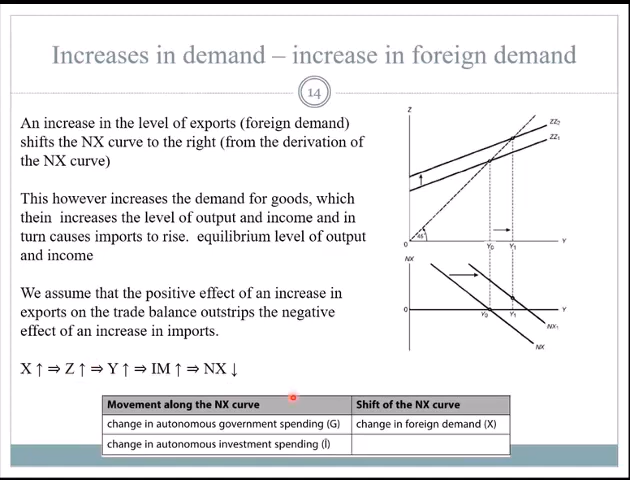 Increases in demand – increase in foreign demand
14
An increase in the level of exports (foreign demand)
shifts the NX curve to the right (from the derivation of
the NX curve)
This however increases the demand for goods, which
thein increases the level of output and income and in
turn causes imports to rise. equilibrium level of output
and income
We assume that the positive effect of an increase in
exports on the trade balance outstrips the negative
effect of an increase in imports.
X ↑ ⇒ Z ↑ ⇒ Y ↑ ⇒ IM ↑ ⇒ NX ↓
Z
ZZ₂
ZZ₁
45°
0
Y₀
Y₁
Y
NX
0
Y₀
Y₁
Y
NX₁
NX
Movement along the NX curve
Shift of the NX curve
change in autonomous government spending (G)
change in foreign demand (X)
change in autonomous investment spending (Ī)